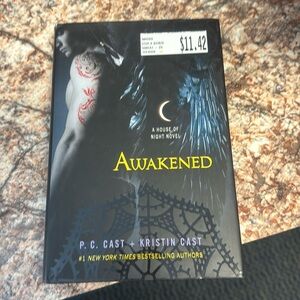 $11.42
A HOUSE OF
NIGHT NOVEL
AWAKENED
P. C. CAST + KRISTIN CAST
#1 NEW YORK TIMES BESTSELLING AUTHORS